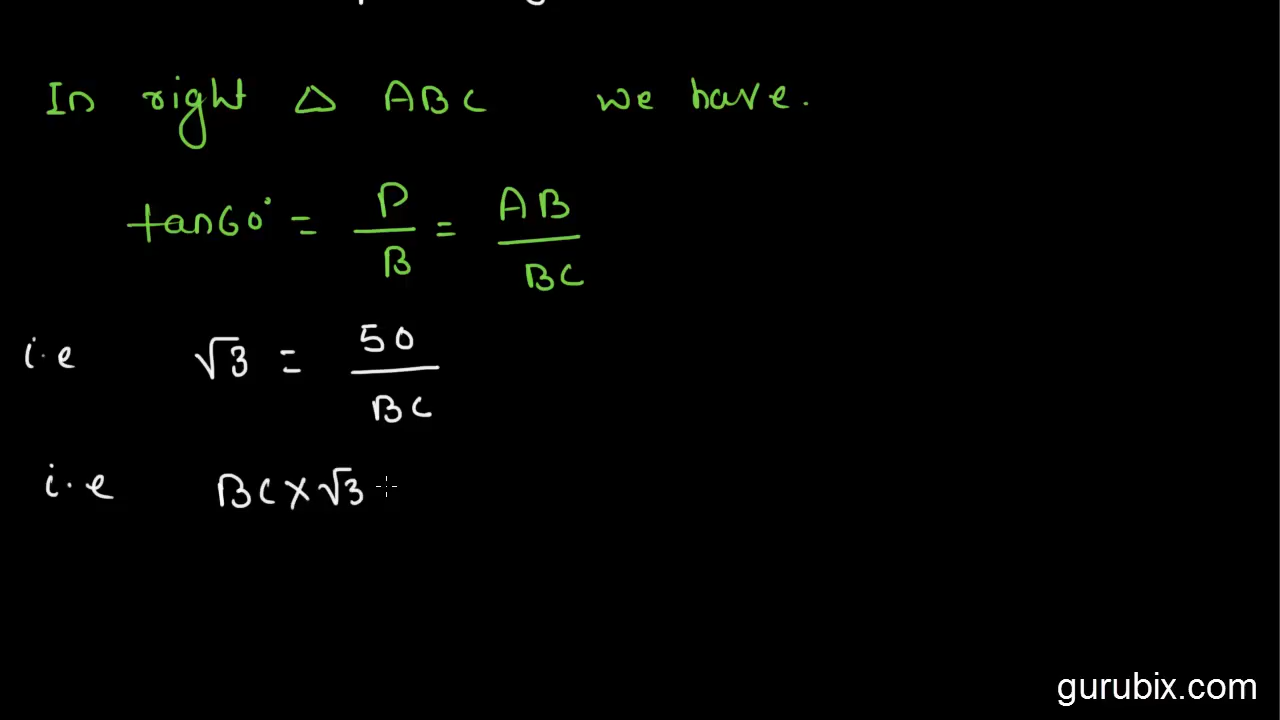 In right △ ABC we have.
tan60° = P/B = AB/BC
i.e √3 = 50/BC
i.e BC×√3
gurubix.com